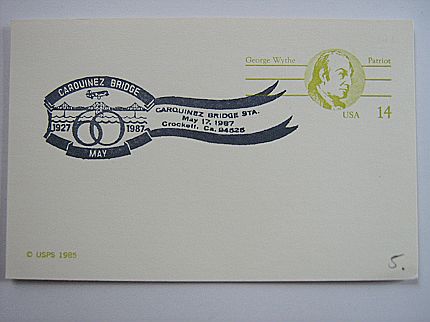 CARQUINEZ BRIDGE
1927 1987
MAY
CARQUINEZ BRIDGE STA.
May 17, 1987
Crockett, Ca. 94525
George Wythe Patriot
USA 14
© USPS 1985
5.